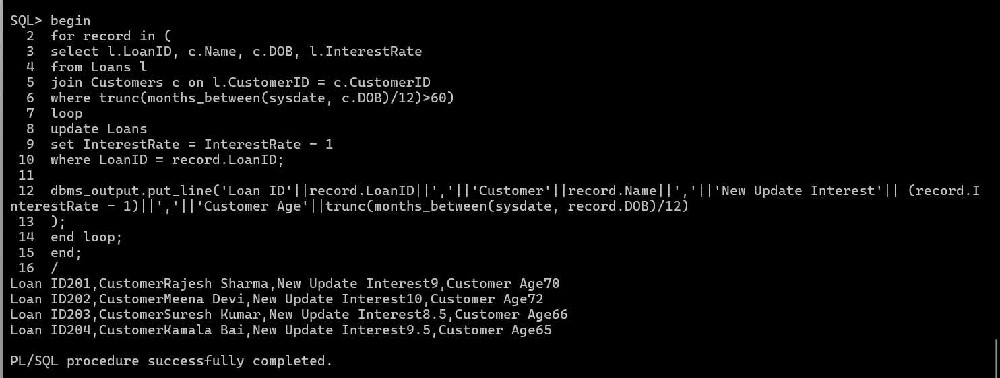 SQL> begin
  2  for record in (
  3  select l.LoanID, c.Name, c.DOB, l.InterestRate
  4  from Loans l
  5  join Customers c on l.CustomerID = c.CustomerID
  6  where trunc(months_between(sysdate, c.DOB)/12)>60)
  7  loop
  8  update Loans
  9  set InterestRate = InterestRate - 1
 10  where LoanID = record.LoanID;
 11
 12  dbms_output.put_line('Loan ID'||record.LoanID||','||'Customer'||record.Name||','||'New Update Interest'|| (record.I
nterestRate - 1)||','||'Customer Age'||trunc(months_between(sysdate, record.DOB)/12)
 13  );
 14  end loop;
 15  end;
 16  /
Loan ID201,CustomerRajesh Sharma,New Update Interest9,Customer Age70
Loan ID202,CustomerMeena Devi,New Update Interest10,Customer Age72
Loan ID203,CustomerSuresh Kumar,New Update Interest8.5,Customer Age66
Loan ID204,CustomerKamala Bai,New Update Interest9.5,Customer Age65

PL/SQL procedure successfully completed.